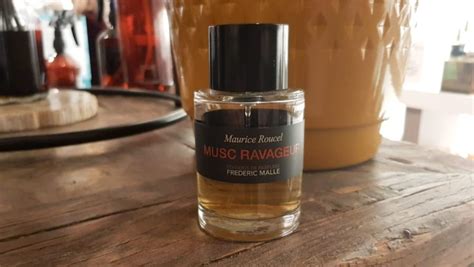 Maurice Roucel
MUSC RAVAGEUR
FREDERIC MALLE